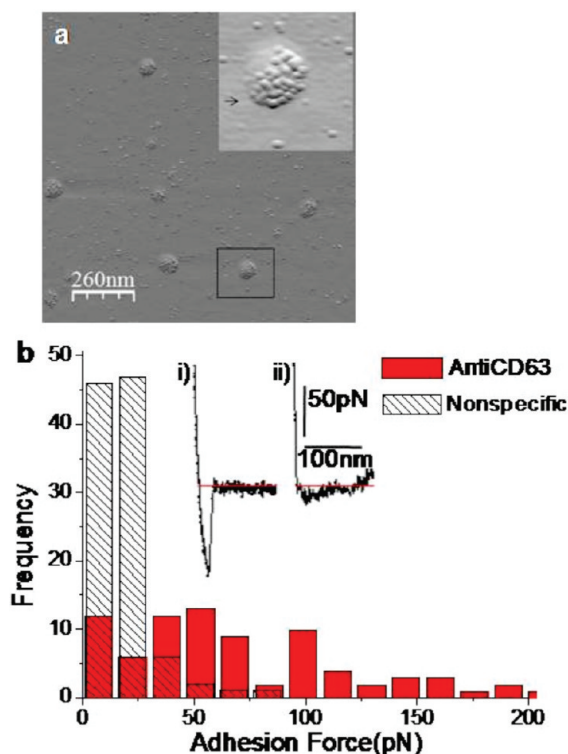 a
260nm
b
i)
ii)
AntiCD63
Nonspecific
50pN
100nm
50
40
30
20
10
0
Frequency
0
50
100
150
200
Adhesion Force(pN)